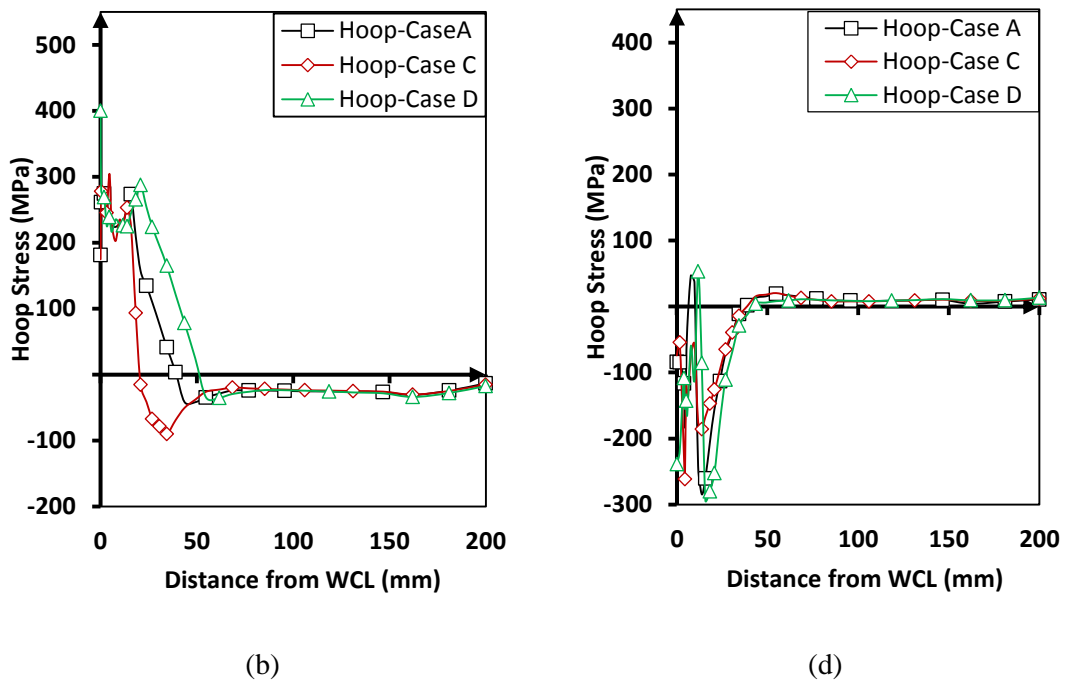 500
400
300
200
100
0
-100
-200
Hoop Stress (MPa)
Hoop-CaseA
Hoop-Case C
Hoop-Case D
0
50
100
150
200
Distance from WCL (mm)
(b)
400
300
200
100
0
-100
-200
-300
Hoop Stress (MPa)
Hoop-Case A
Hoop-Case C
Hoop-Case D
0
50
100
150
200
Distance from WCL (mm)
(d)